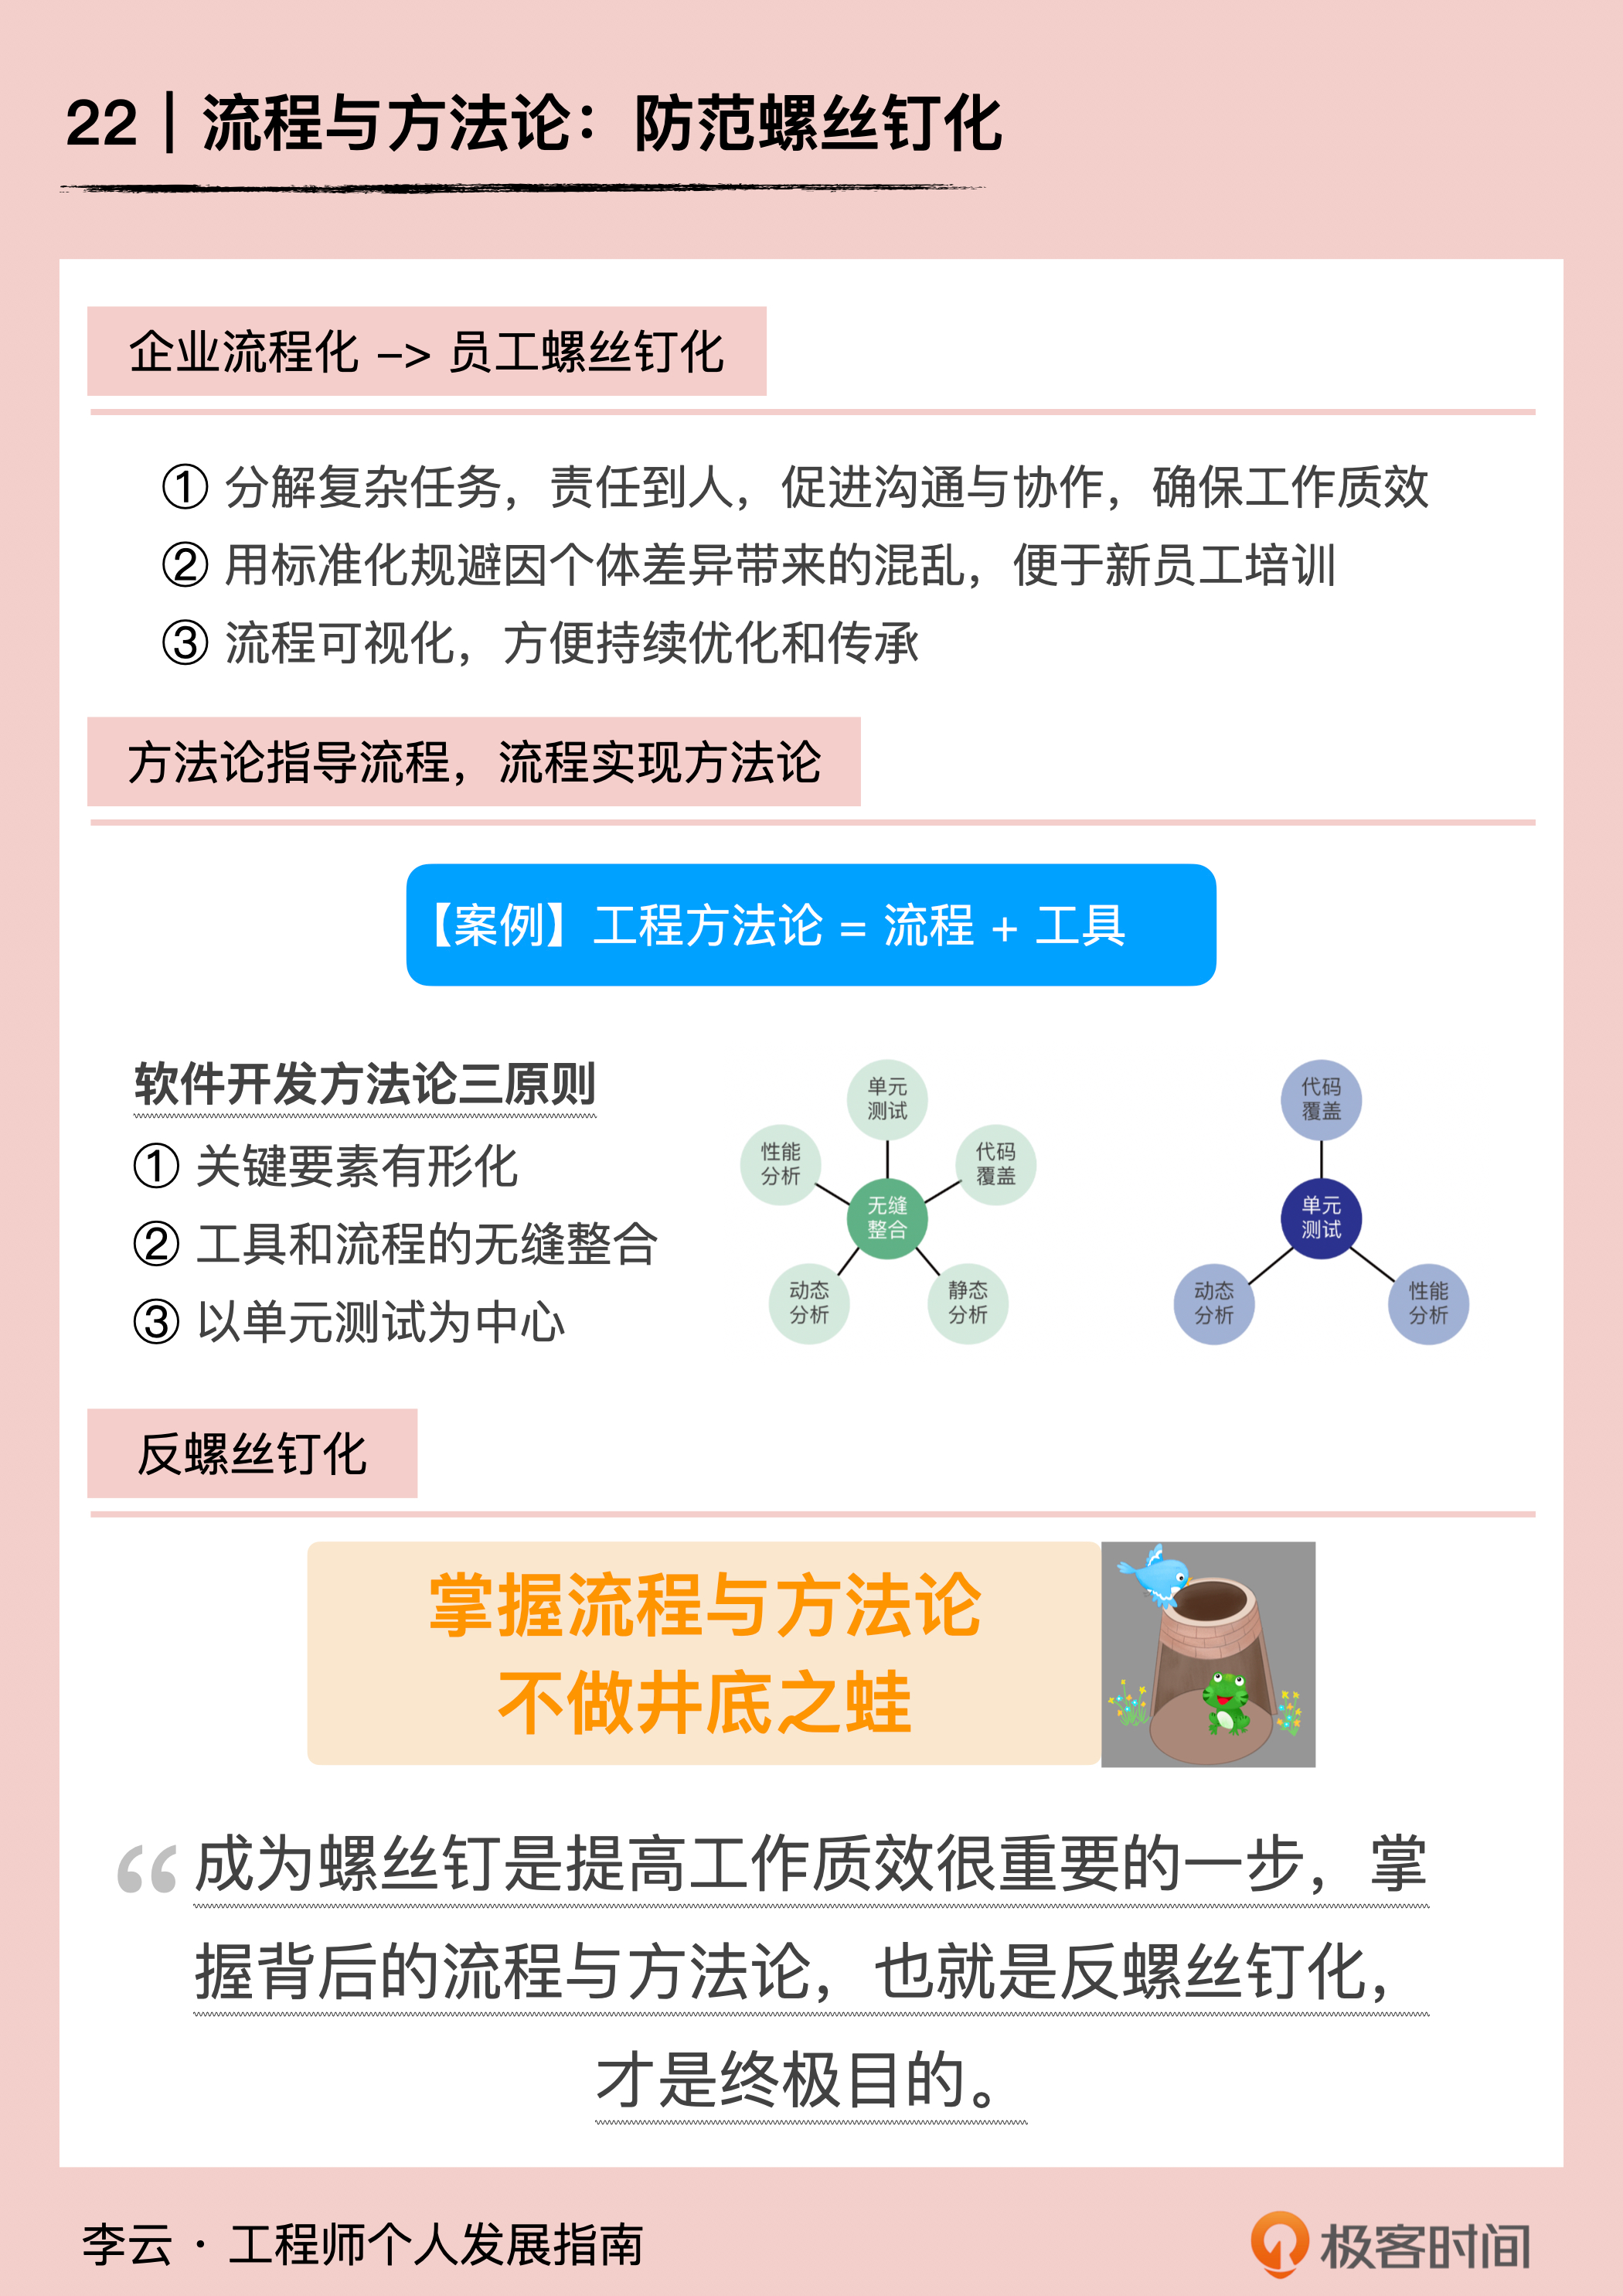 22｜流程与方法论：防范螺丝钉化
企业流程化 –> 员工螺丝钉化
① 分解复杂任务，责任到人，促进沟通与协作，确保工作质效
② 用标准化规避因个体差异带来的混乱，便于新员工培训
③ 流程可视化，方便持续优化和传承
方法论指导流程，流程实现方法论
【案例】工程方法论 = 流程 + 工具
软件开发方法论三原则
① 关键要素有形化
② 工具和流程的无缝整合
③ 以单元测试为中心
单元
测试
性能
分析
代码
覆盖
无缝
整合
动态
分析
静态
分析
代码
覆盖
单元
测试
动态
分析
性能
分析
反螺丝钉化
掌握流程与方法论
不做井底之蛙
“成为螺丝钉是提高工作质效很重要的一步，掌
握背后的流程与方法论，也就是反螺丝钉化，
才是终极目的。
李云 · 工程师个人发展指南
极客时间